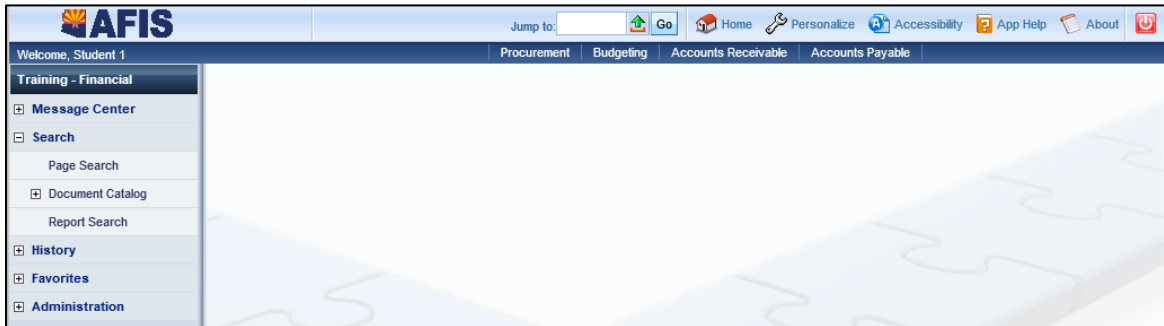 AFIS
Jump to: Go Home Personalize Accessibility App Help About
Welcome, Student 1 Procurement Budgeting Accounts Receivable Accounts Payable
Training - Financial
Message Center
Search
Page Search
Document Catalog
Report Search
History
Favorites
Administration